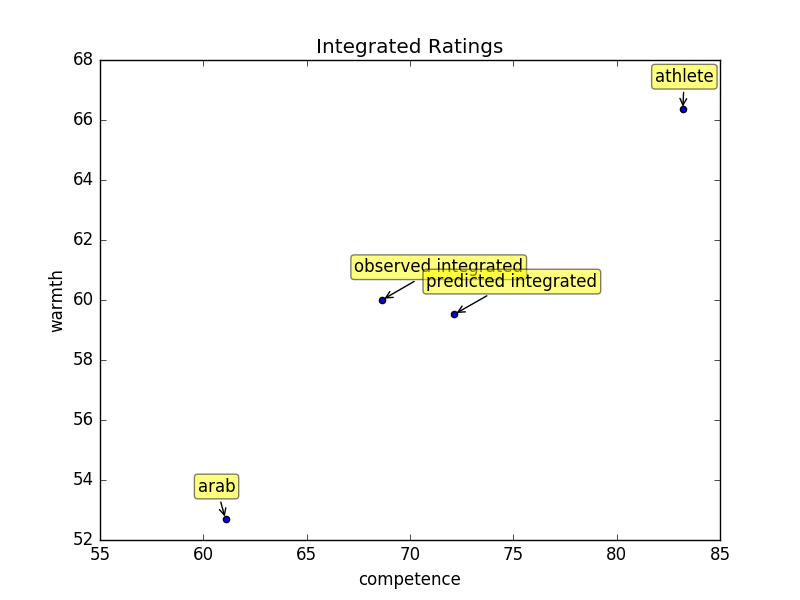 Integrated Ratings
68
athlete
66
64
62
observed integrated
predicted integrated
warmth
60
58
56
54
arab
52
55
60
65
70
75
80
85
competence